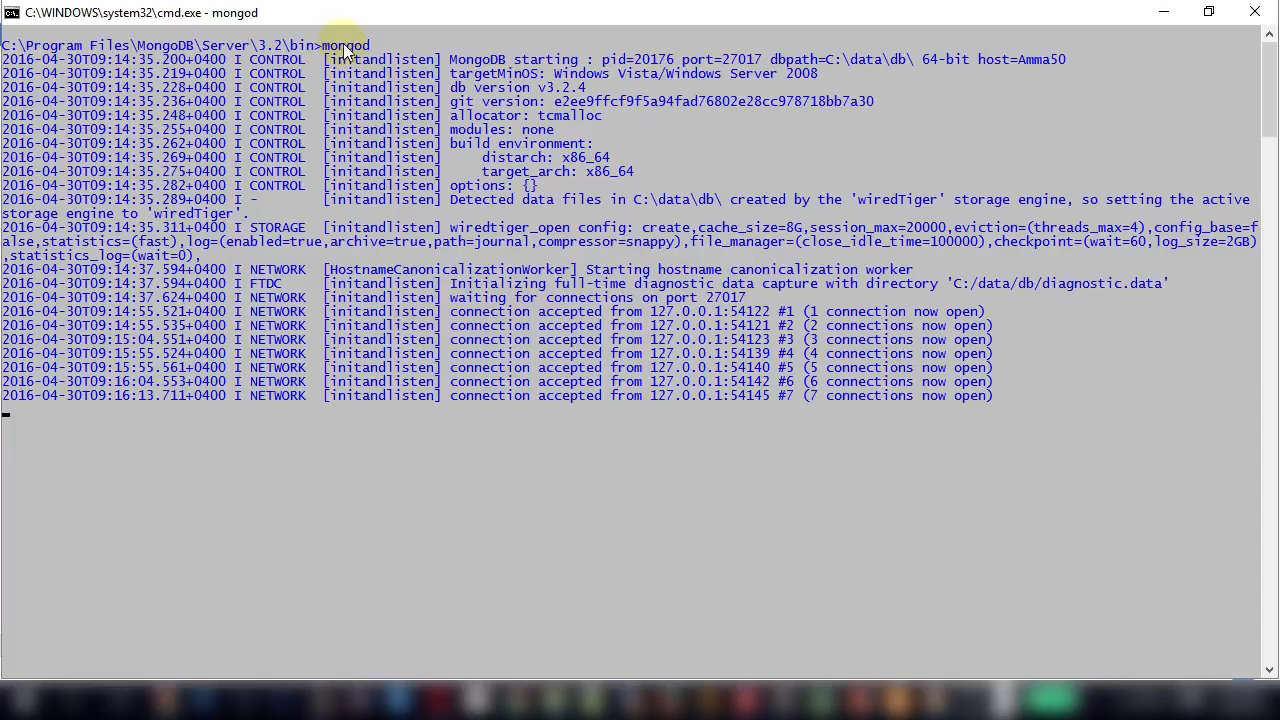 C:\WINDOWS\system32\cmd.exe - mongod
C:\Program Files\MongoDB\Server\3.2\bin>mongod
2016-04-30T09:14:35.200+0400 I CONTROL  [initandlisten] MongoDB starting : pid=20176 port=27017 dbpath=C:\data\db\ 64-bit host=Amma50
2016-04-30T09:14:35.219+0400 I CONTROL  [initandlisten] targetMinOS: Windows Vista/Windows Server 2008
2016-04-30T09:14:35.228+0400 I CONTROL  [initandlisten] db version v3.2.4
2016-04-30T09:14:35.236+0400 I CONTROL  [initandlisten] git version: e2ee9ffcf9f5a94fad76802e28cc978718bb7a30
2016-04-30T09:14:35.248+0400 I CONTROL  [initandlisten] allocator: tcmalloc
2016-04-30T09:14:35.255+0400 I CONTROL  [initandlisten] modules: none
2016-04-30T09:14:35.262+0400 I CONTROL  [initandlisten] build environment:
2016-04-30T09:14:35.269+0400 I CONTROL  [initandlisten]     distarch: x86_64
2016-04-30T09:14:35.275+0400 I CONTROL  [initandlisten]     target_arch: x86_64
2016-04-30T09:14:35.282+0400 I CONTROL  [initandlisten] options: {}
2016-04-30T09:14:35.289+0400 I -        [initandlisten] Detected data files in C:\data\db\ created by the 'wiredTiger' storage engine, so setting the active
storage engine to 'wiredTiger'.
2016-04-30T09:14:35.311+0400 I STORAGE  [initandlisten] wiredtiger_open config: create,cache_size=8G,session_max=20000,eviction=(threads_max=4),config_base=f
alse,statistics=(fast),log=(enabled=true,archive=true,path=journal,compressor=snappy),file_manager=(close_idle_time=100000),checkpoint=(wait=60,log_size=2GB)
,statistics_log=(wait=0),
2016-04-30T09:14:37.594+0400 I NETWORK  [HostnameCanonicalizationWorker] Starting hostname canonicalization worker
2016-04-30T09:14:37.594+0400 I FTDC     [initandlisten] Initializing full-time diagnostic data capture with directory 'C:/data/db/diagnostic.data'
2016-04-30T09:14:37.624+0400 I NETWORK  [initandlisten] waiting for connections on port 27017
2016-04-30T09:14:55.521+0400 I NETWORK  [initandlisten] connection accepted from 127.0.0.1:54122 #1 (1 connection now open)
2016-04-30T09:14:55.535+0400 I NETWORK  [initandlisten] connection accepted from 127.0.0.1:54121 #2 (2 connections now open)
2016-04-30T09:15:04.551+0400 I NETWORK  [initandlisten] connection accepted from 127.0.0.1:54123 #3 (3 connections now open)
2016-04-30T09:15:55.524+0400 I NETWORK  [initandlisten] connection accepted from 127.0.0.1:54139 #4 (4 connections now open)
2016-04-30T09:15:55.561+0400 I NETWORK  [initandlisten] connection accepted from 127.0.0.1:54140 #5 (5 connections now open)
2016-04-30T09:16:04.553+0400 I NETWORK  [initandlisten] connection accepted from 127.0.0.1:54142 #6 (6 connections now open)
2016-04-30T09:16:13.711+0400 I NETWORK  [initandlisten] connection accepted from 127.0.0.1:54145 #7 (7 connections now open)